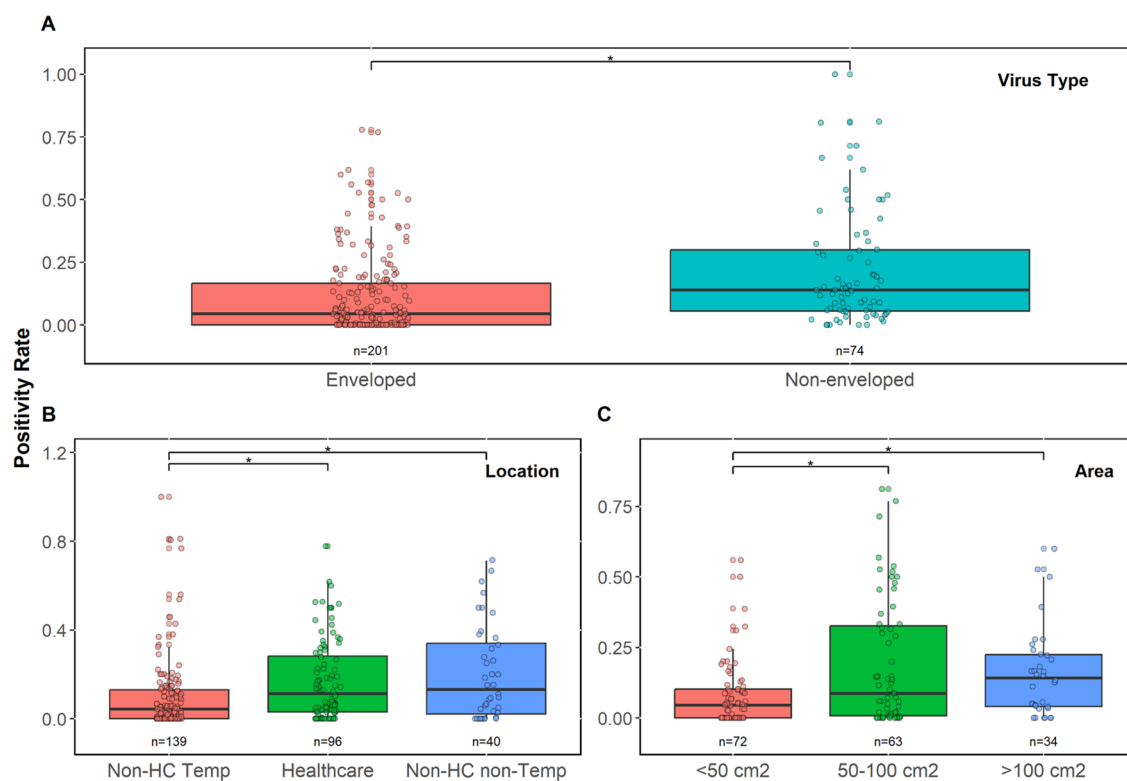 A
*
Virus Type
1.00
0.75
0.50
0.25
0.00
n=201
n=74
Enveloped
Non-enveloped
Positivity Rate
B
*
*
Location
1.2
0.8
0.4
0.0
n=139
n=96
n=40
Non-HC Temp
Healthcare
Non-HC non-Temp
C
*
*
Area
0.75
0.50
0.25
0.00
n=72
n=63
n=34
<50 cm2
50-100 cm2
>100 cm2